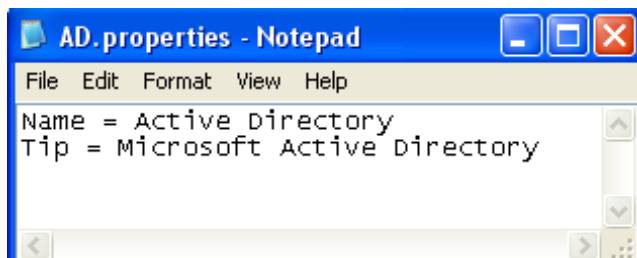 AD.properties - Notepad
File Edit Format View Help
Name = Active Directory
Tip = Microsoft Active Directory